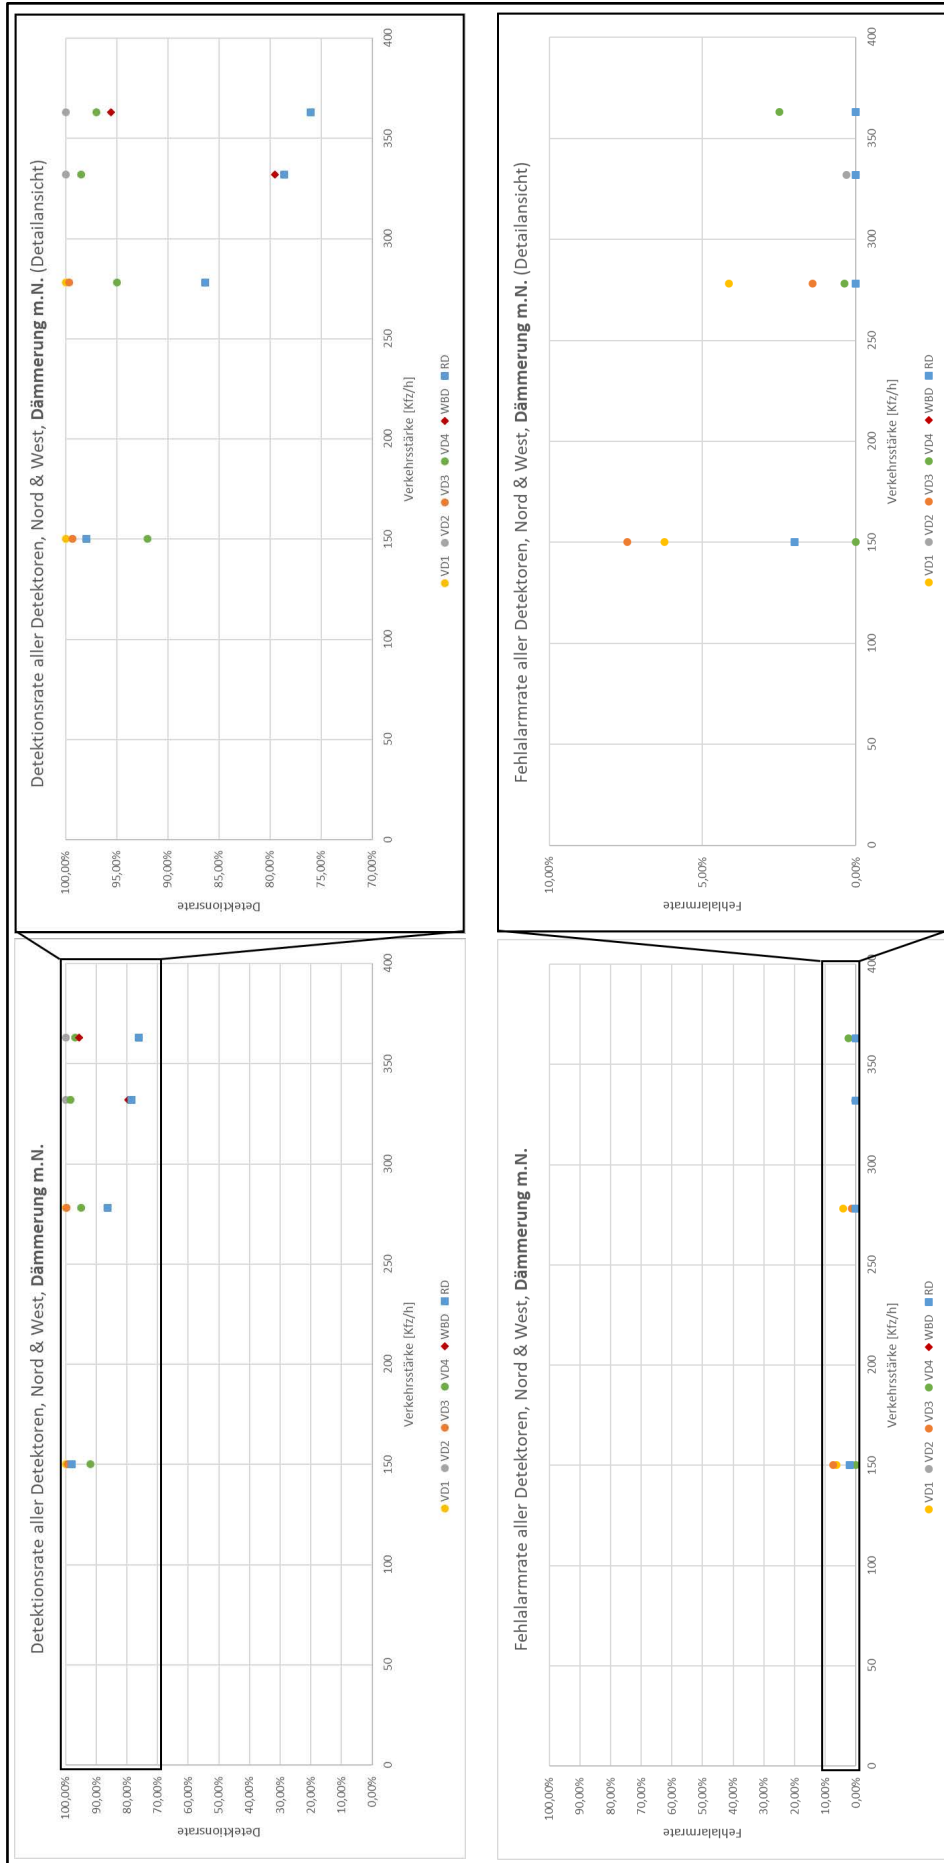 Detektionsrate aller Detektoren, Nord & West, Dämmerung m.N.
Detektionsrate
100,00%
90,00%
80,00%
70,00%
60,00%
50,00%
40,00%
30,00%
20,00%
10,00%
0,00%
0 50 100 150 200 250 300 350 400
Verkehrsstärke [Kfz/h]
VD1 VD2 VD3 VD4 WBD RD
Detektionsrate aller Detektoren, Nord & West, Dämmerung m.N. (Detailansicht)
Detektionsrate
100,00%
95,00%
90,00%
85,00%
80,00%
75,00%
70,00%
0 50 100 150 200 250 300 350 400
Verkehrsstärke [Kfz/h]
VD1 VD2 VD3 VD4 WBD RD
Fehlalarmrate aller Detektoren, Nord & West, Dämmerung m.N.
Fehlalarmrate
100,00%
90,00%
80,00%
70,00%
60,00%
50,00%
40,00%
30,00%
20,00%
10,00%
0,00%
0 50 100 150 200 250 300 350 400
Verkehrsstärke [Kfz/h]
VD1 VD2 VD3 VD4 WBD RD
Fehlalarmrate aller Detektoren, Nord & West, Dämmerung m.N. (Detailansicht)
Fehlalarmrate
10,00%
5,00%
0,00%
0 50 100 150 200 250 300 350 400
Verkehrsstärke [Kfz/h]
VD1 VD2 VD3 VD4 WBD RD